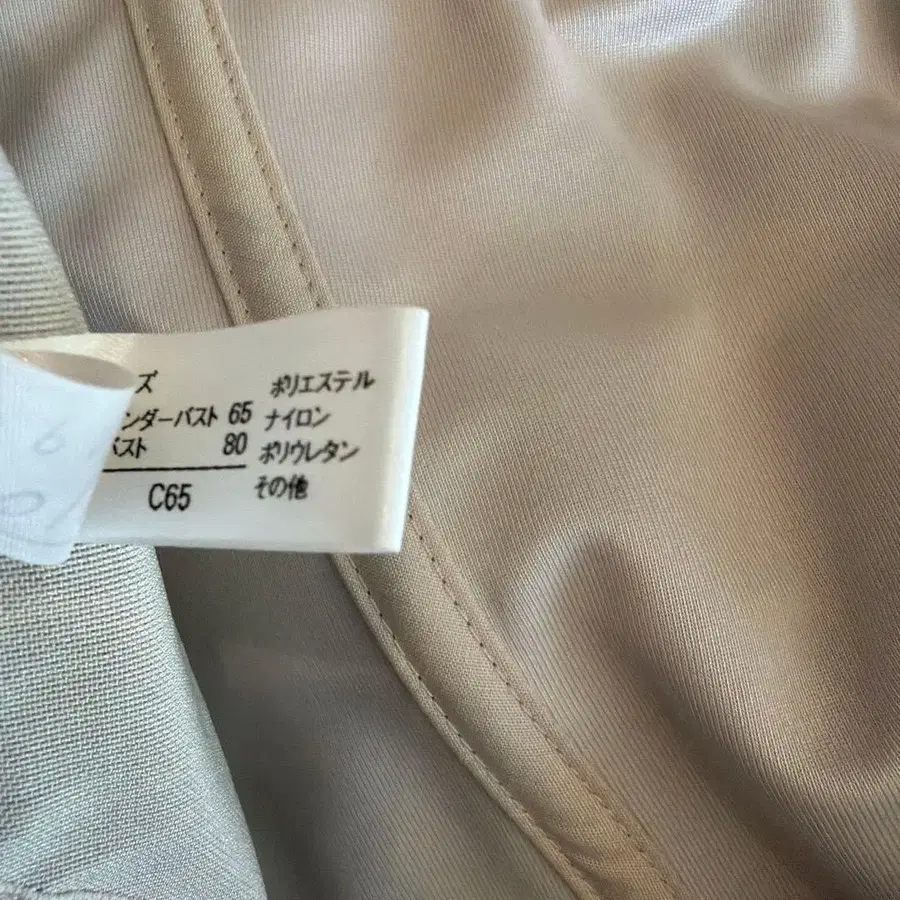 ズ
ンダーバスト 65
バスト 80
C65
ポリエステル
ナイロン
ポリウレタン
その他